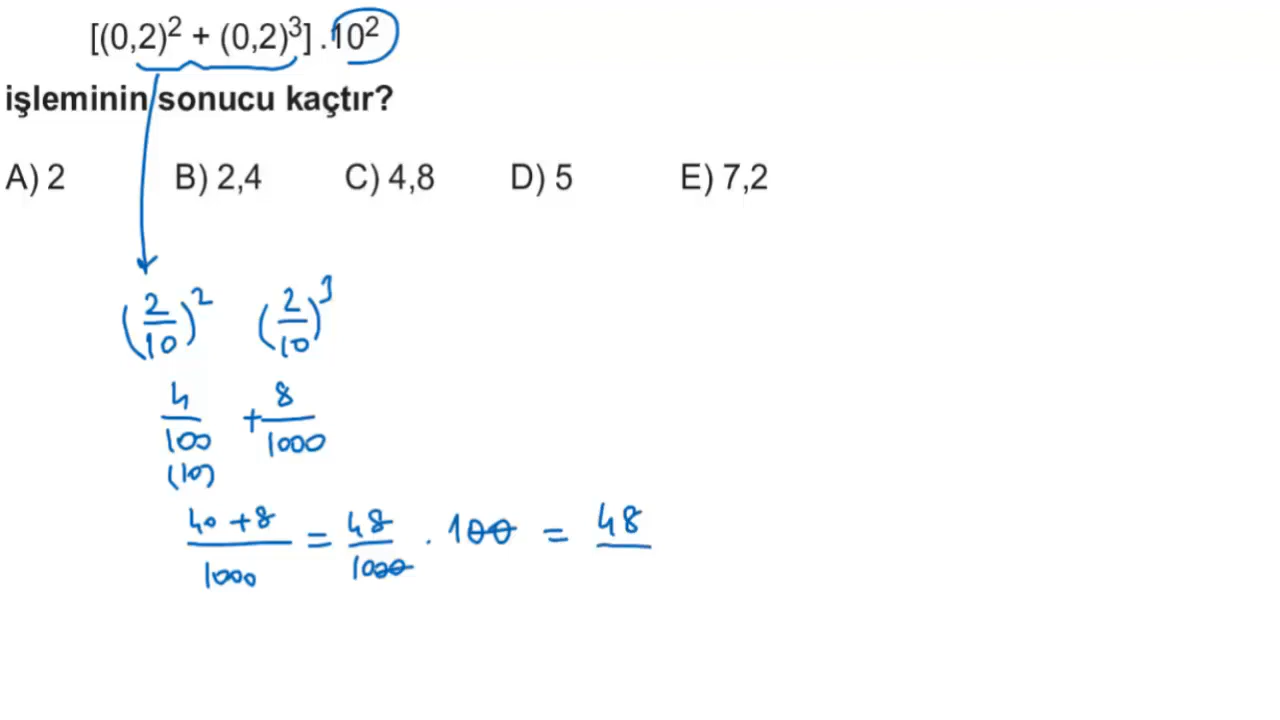 [(0,2)² + (0,2)³] . 10²
işleminin sonucu kaçtır?
A) 2 B) 2,4 C) 4,8 D) 5 E) 7,2
(2/10)² (2/10)³
4/100 + 8/1000
(10)
40 + 8/1000 = 48/1000 . 100 = 48/